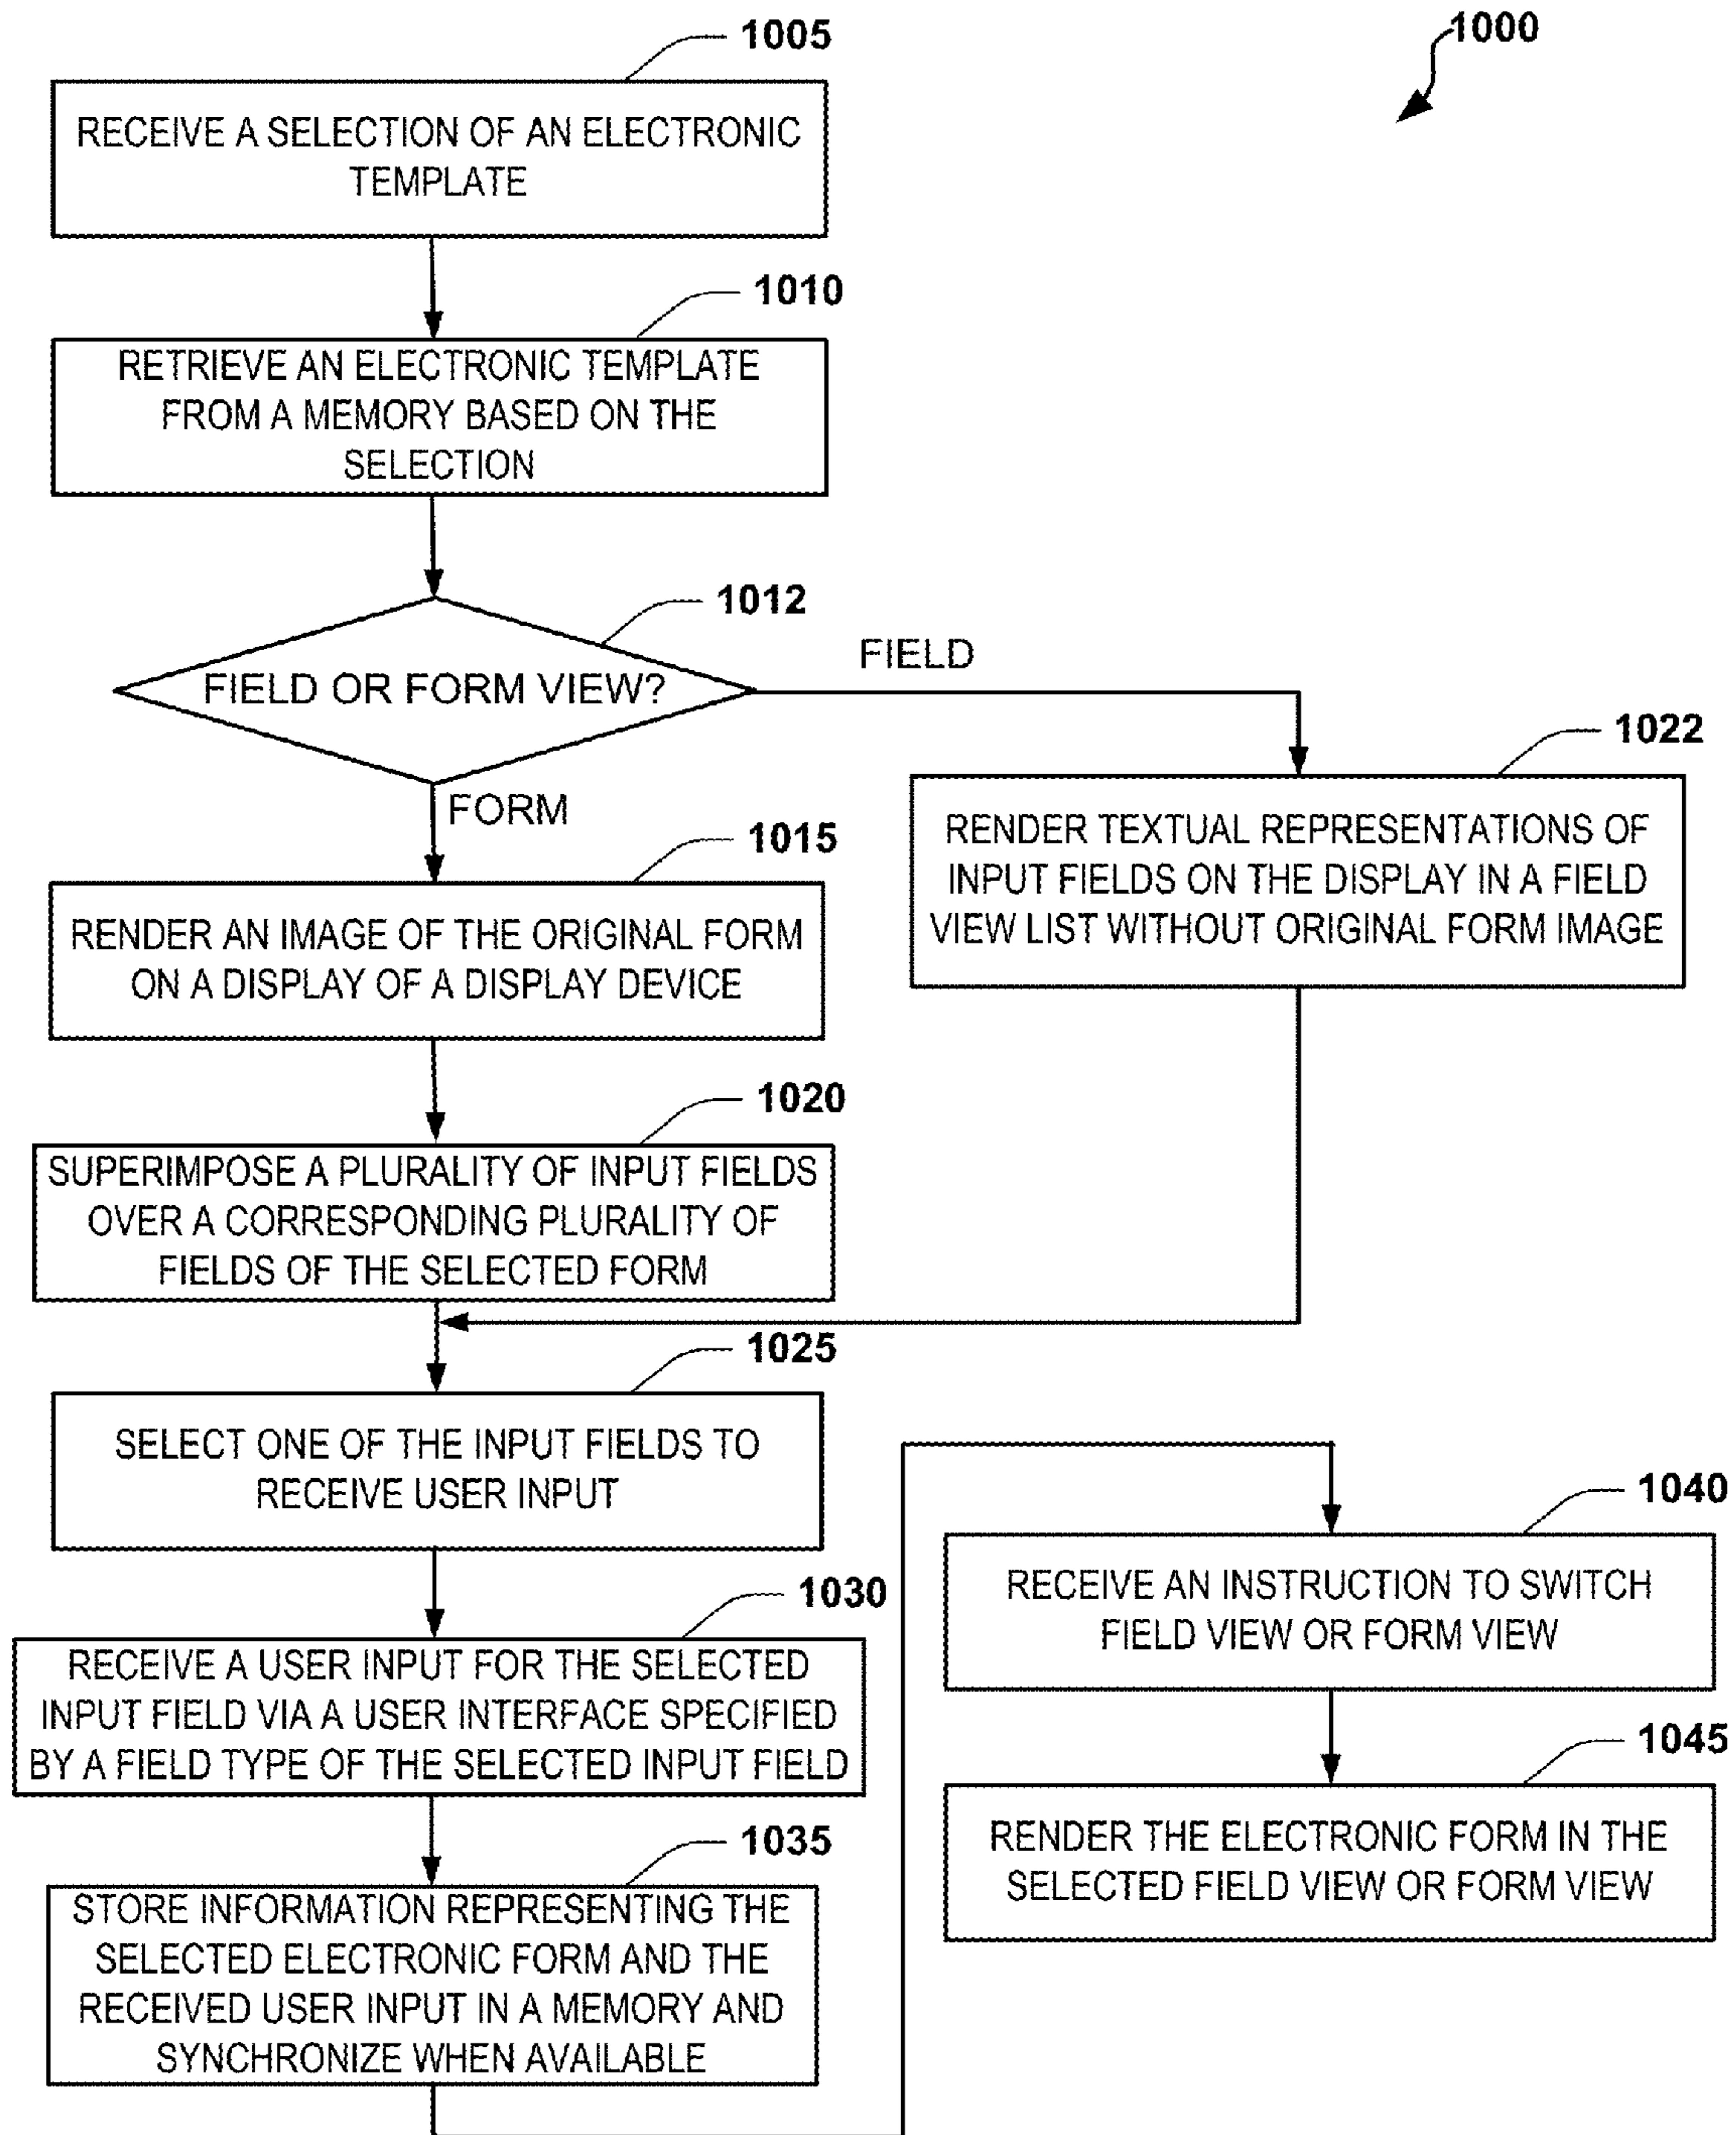 1000
1005
RECEIVE A SELECTION OF AN ELECTRONIC
TEMPLATE
1010
RETRIEVE AN ELECTRONIC TEMPLATE
FROM A MEMORY BASED ON THE
SELECTION
1012
FIELD OR FORM VIEW?
FIELD
FORM
1022
RENDER TEXTUAL REPRESENTATIONS OF
INPUT FIELDS ON THE DISPLAY IN A FIELD
VIEW LIST WITHOUT ORIGINAL FORM IMAGE
1015
RENDER AN IMAGE OF THE ORIGINAL FORM
ON A DISPLAY OF A DISPLAY DEVICE
1020
SUPERIMPOSE A PLURALITY OF INPUT FIELDS
OVER A CORRESPONDING PLURALITY OF
FIELDS OF THE SELECTED FORM
1025
SELECT ONE OF THE INPUT FIELDS TO
RECEIVE USER INPUT
1030
RECEIVE A USER INPUT FOR THE SELECTED
INPUT FIELD VIA A USER INTERFACE SPECIFIED
BY A FIELD TYPE OF THE SELECTED INPUT FIELD
1035
STORE INFORMATION REPRESENTING THE
SELECTED ELECTRONIC FORM AND THE
RECEIVED USER INPUT IN A MEMORY AND
SYNCHRONIZE WHEN AVAILABLE
1040
RECEIVE AN INSTRUCTION TO SWITCH
FIELD VIEW OR FORM VIEW
1045
RENDER THE ELECTRONIC FORM IN THE
SELECTED FIELD VIEW OR FORM VIEW